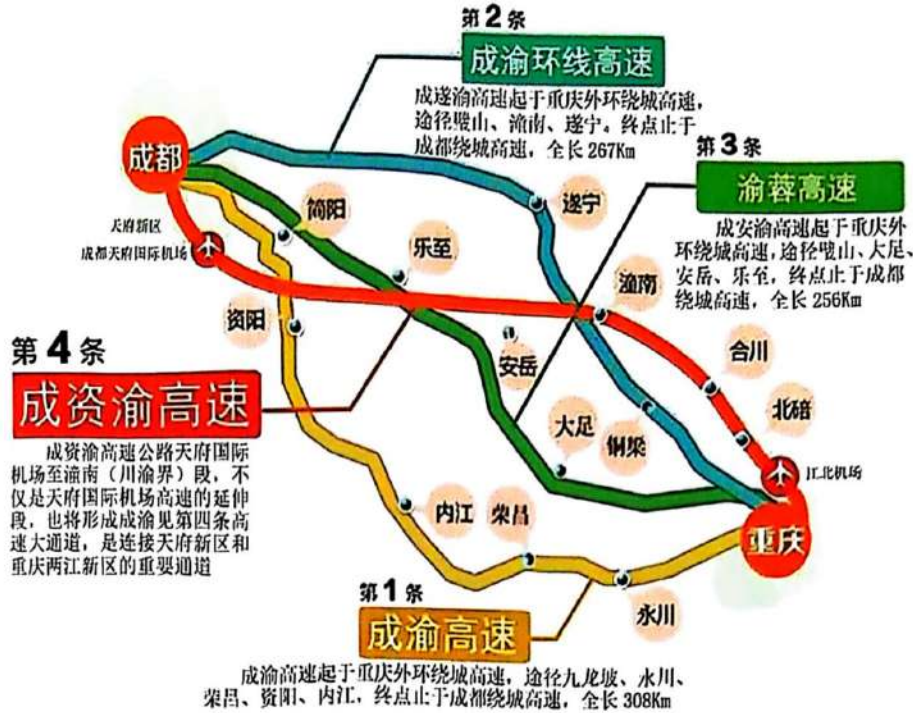 第2条
成渝环线高速
成遂渝高速起于重庆外环绕城高速，
途径璧山、潼南、遂宁。终点止于
成都绕城高速，全长267Km
第3条
渝蓉高速
成安渝高速起于重庆外
环绕城高速，途径璧山、大足、
安岳、乐至，终点止于成都
绕城高速，全长256Km
成都
天府新区
成都天府国际机场
简阳
乐至
遂宁
潼南
资阳
安岳
合川
大足
铜梁
北碚
江北机场
内江
荣昌
重庆
永川
第4条
成资渝高速
成资渝高速公路天府国际
机场至潼南（川渝界）段，不
仅是天府国际机场高速的延伸
段，也将形成成渝见第四条高
速大通道，是连接天府新区和
重庆两江新区的重要通道
第1条
成渝高速
成渝高速起于重庆外环绕城高速，途径九龙坡、永川、
荣昌、资阳、内江，终点止于成都绕城高速，全长308Km